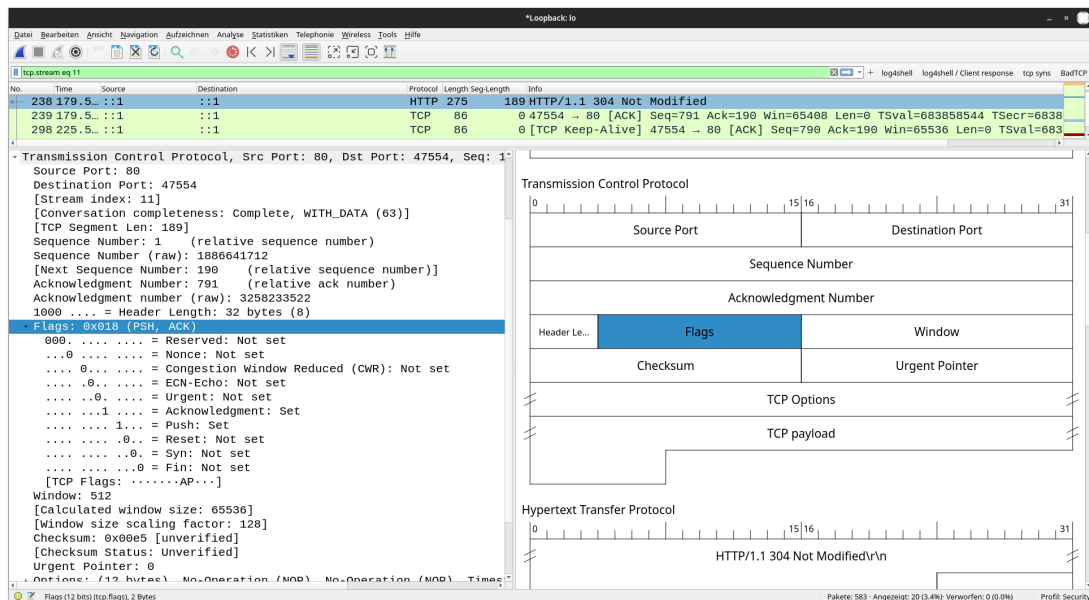 *Loopback: lo
Datei Bearbeiten Ansicht Navigation Aufzeichnen Analyse Statistiken Telephonie Wireless Tools Hilfe
tcp.stream eq 11
+ log4shell log4shell / Client response tcp syns BadTCP
No. Time Source Destination Protocol Length Seg-Length Info
238 179.5… ::1 ::1 HTTP 275 189 HTTP/1.1 304 Not Modified
239 179.5… ::1 ::1 TCP 86 0 47554 → 80 [ACK] Seq=791 Ack=190 Win=65408 Len=0 TSval=683858544 TSecr=6838
298 225.5… ::1 ::1 TCP 86 0 [TCP Keep-Alive] 47554 → 80 [ACK] Seq=790 Ack=190 Win=65536 Len=0 TSval=683
Transmission Control Protocol, Src Port: 80, Dst Port: 47554, Seq: 1
Source Port: 80
Destination Port: 47554
[Stream index: 11]
[Conversation completeness: Complete, WITH_DATA (63)]
[TCP Segment Len: 189]
Sequence Number: 1 (relative sequence number)
Sequence Number (raw): 1886641712
[Next Sequence Number: 190 (relative sequence number)]
Acknowledgment Number: 791 (relative ack number)
Acknowledgment number (raw): 3258233522
1000 .... = Header Length: 32 bytes (8)
Flags: 0x018 (PSH, ACK)
000. .... .... = Reserved: Not set
...0 .... .... = Nonce: Not set
.... 0... .... = Congestion Window Reduced (CWR): Not set
.... .0.. .... = ECN-Echo: Not set
.... ..0. .... = Urgent: Not set
.... ...1 .... = Acknowledgment: Set
.... .... 1... = Push: Set
.... .... .0.. = Reset: Not set
.... .... ..0. = Syn: Not set
.... .... ...0 = Fin: Not set
[TCP Flags: ·······AP···]
Window: 512
[Calculated window size: 65536]
[Window size scaling factor: 128]
Checksum: 0x00e5 [unverified]
[Checksum Status: Unverified]
Urgent Pointer: 0
Options: (12 bytes), No-Operation (NOP), No-Operation (NOP), Times
Transmission Control Protocol
0 15 16 31
Source Port Destination Port
Sequence Number
Acknowledgment Number
Header Le… Flags Window
Checksum Urgent Pointer
TCP Options
TCP payload
Hypertext Transfer Protocol
0 15 16 31
HTTP/1.1 304 Not Modified\r\n
Flags (12 bits) (tcp.flags), 2 Bytes
Pakete: 583 · Angezeigt: 20 (3.4%)· Verworfen: 0 (0.0%)
Profil: Security